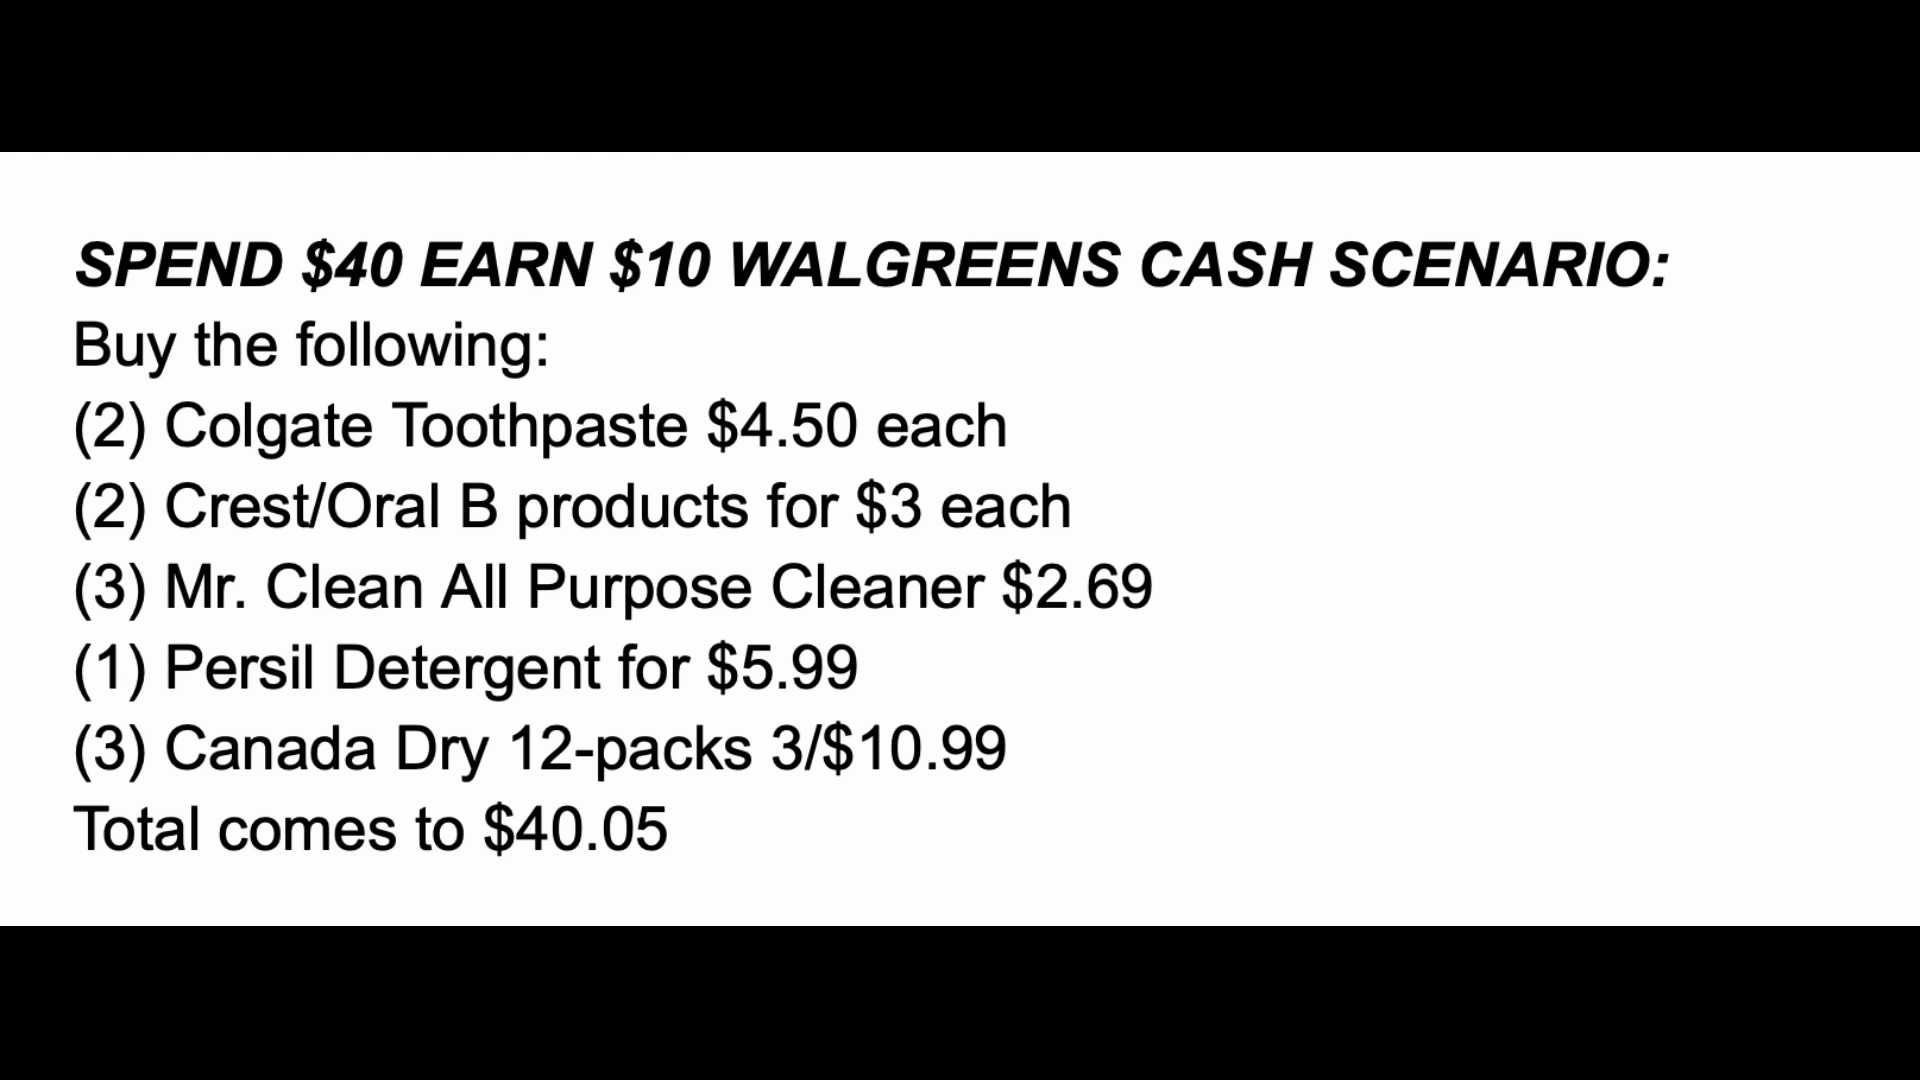 SPEND $40 EARN $10 WALGREENS CASH SCENARIO:
Buy the following:
(2) Colgate Toothpaste $4.50 each
(2) Crest/Oral B products for $3 each
(3) Mr. Clean All Purpose Cleaner $2.69
(1) Persil Detergent for $5.99
(3) Canada Dry 12-packs 3/$10.99
Total comes to $40.05